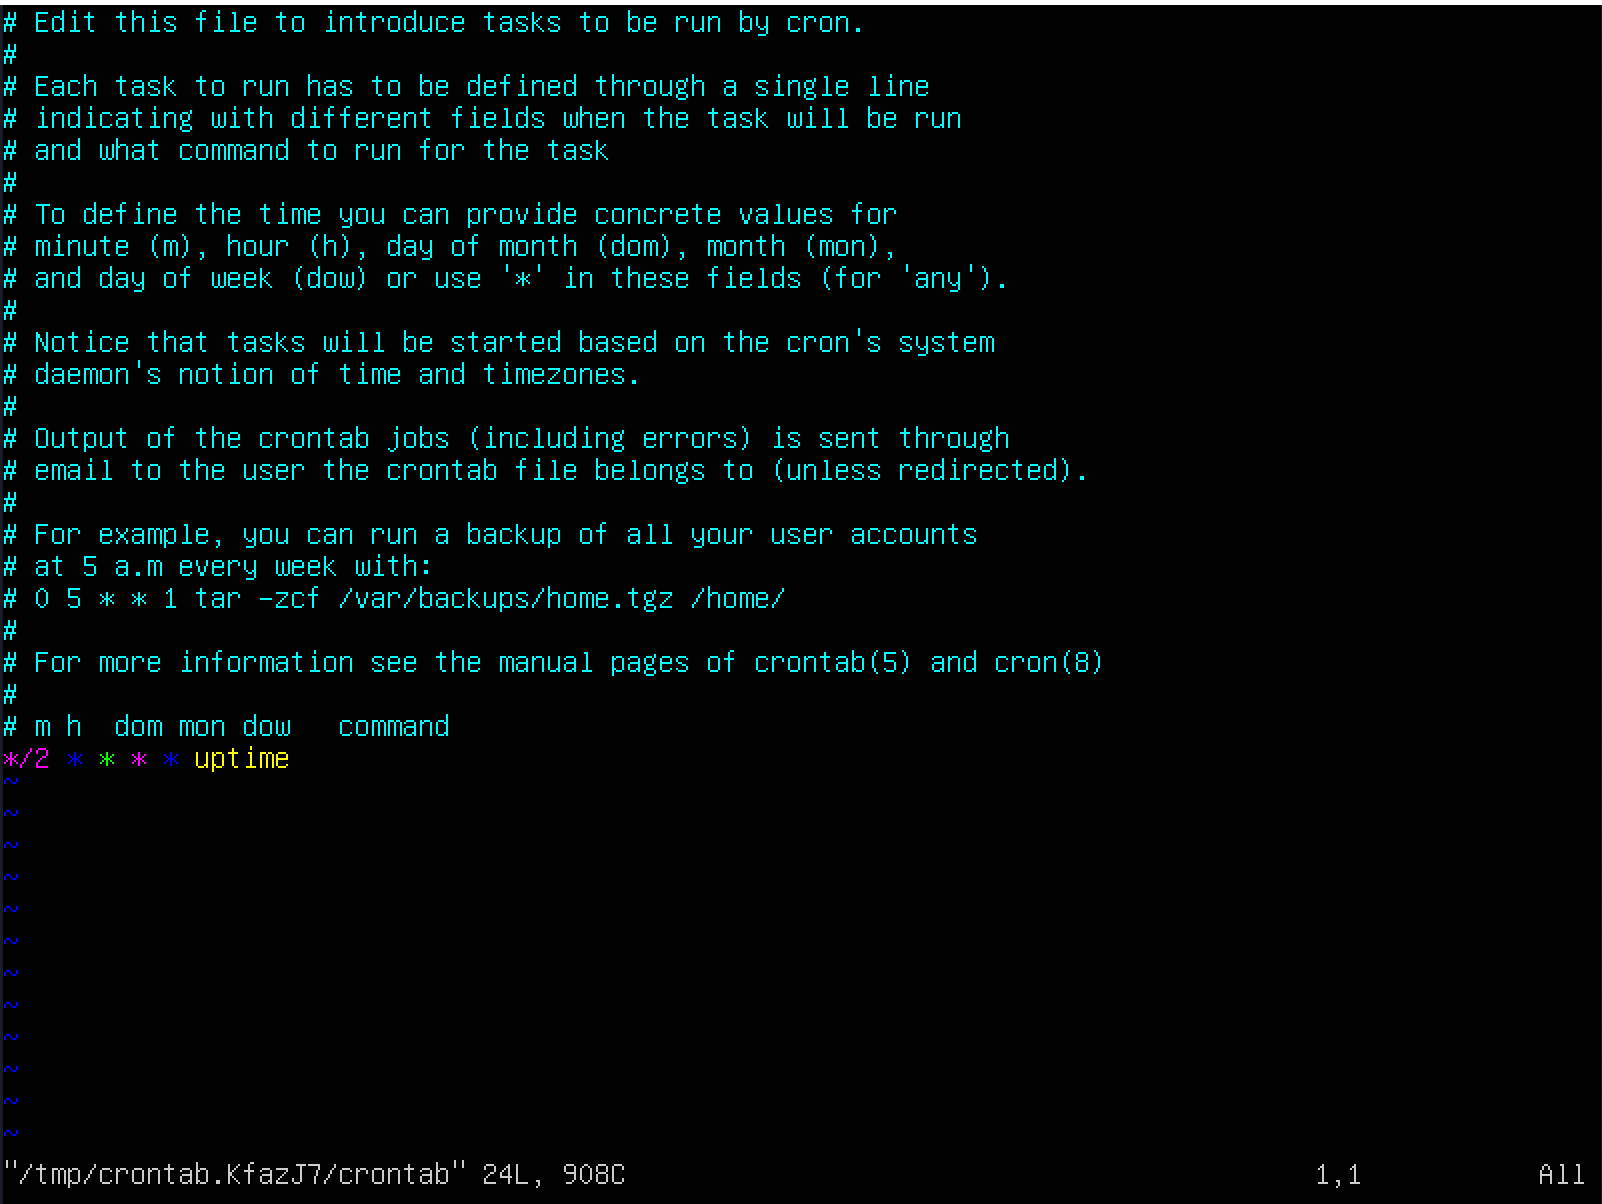 # Edit this file to introduce tasks to be run by cron.
#
# Each task to run has to be defined through a single line
# indicating with different fields when the task will be run
# and what command to run for the task
#
# To define the time you can provide concrete values for
# minute (m), hour (h), day of month (dom), month (mon),
# and day of week (dow) or use '*' in these fields (for 'any').
#
# Notice that tasks will be started based on the cron's system
# daemon's notion of time and timezones.
#
# Output of the crontab jobs (including errors) is sent through
# email to the user the crontab file belongs to (unless redirected).
#
# For example, you can run a backup of all your user accounts
# at 5 a.m every week with:
# 0 5 * * 1 tar -zcf /var/backups/home.tgz /home/
#
# For more information see the manual pages of crontab(5) and cron(8)
#
# m h  dom mon dow   command
*/2 * * * * uptime
~
~
~
~
~
~
~
~
~
~
~
~
"/tmp/crontab.KfazJ7/crontab" 24L, 908C 1,1 All